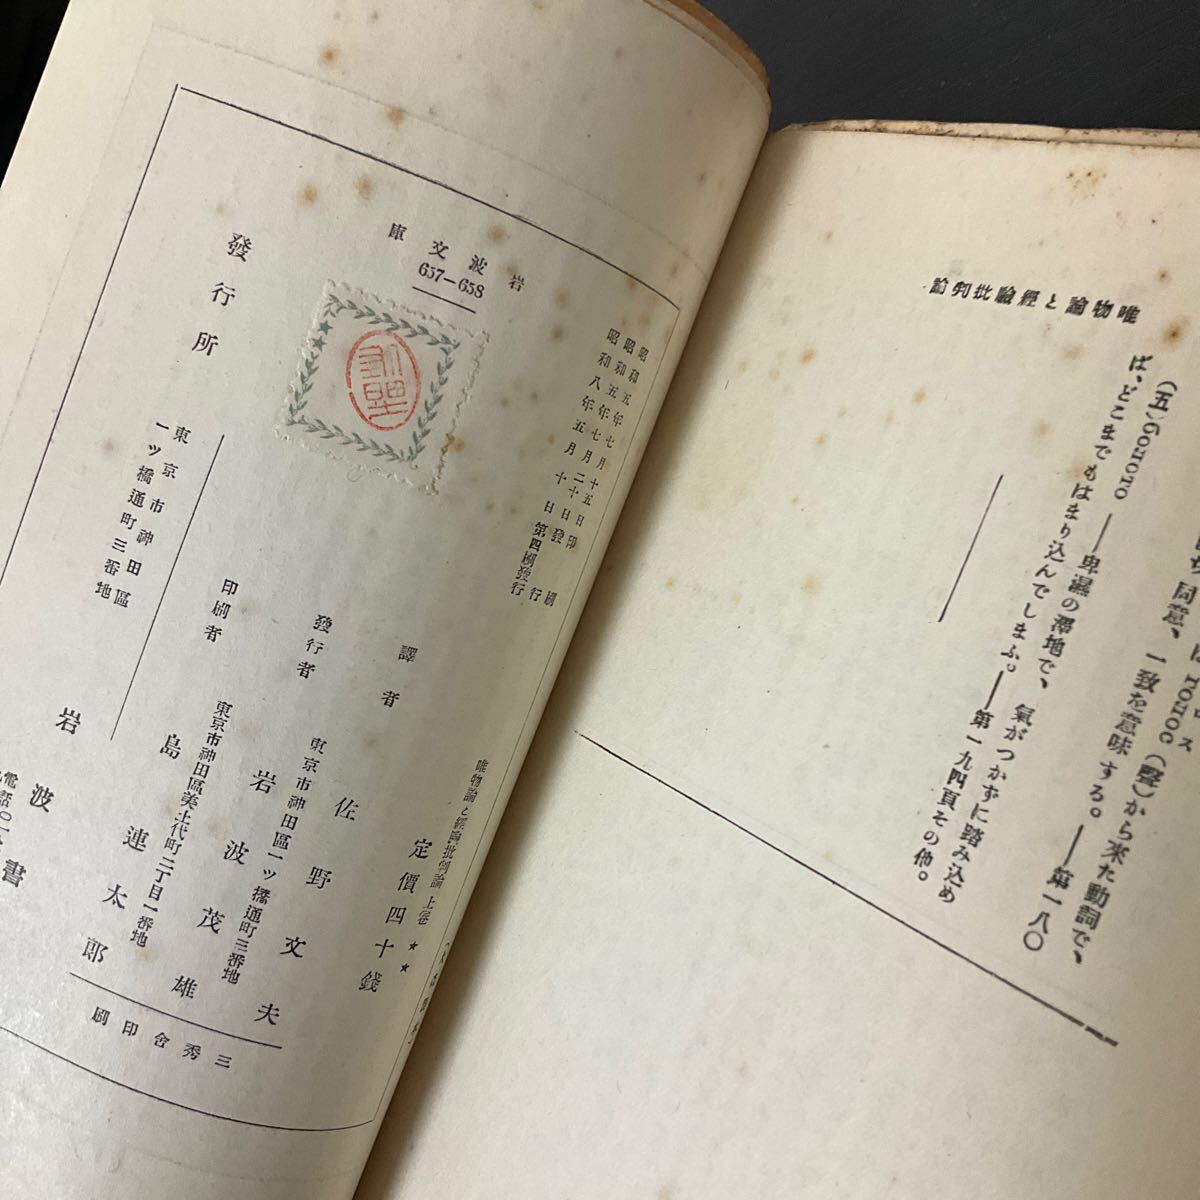 唯物論と經驗批判論
同意、一致を意味する。――第一八〇
(五)болото――卑濕の澤地で、氣がつかずに踏み込め
ば、どこまでもはまり込んでしまふ。――第一九四頁その他。
昭和五年七月十五日印刷
昭和五年七月二十日發行
昭和八年五月十日第四刷發行
岩波文庫
657–658
唯物論と經驗批判論 上卷 ★★
定價四十錢
譯者 佐野文夫
東京市神田區一ツ橋通町三番地
發行者 岩波茂雄
東京市神田區美土代町二丁目一番地
印刷者 島連太郎
三秀舍印刷
發行所
東京市神田區
一ツ橋通町三番地
岩波書